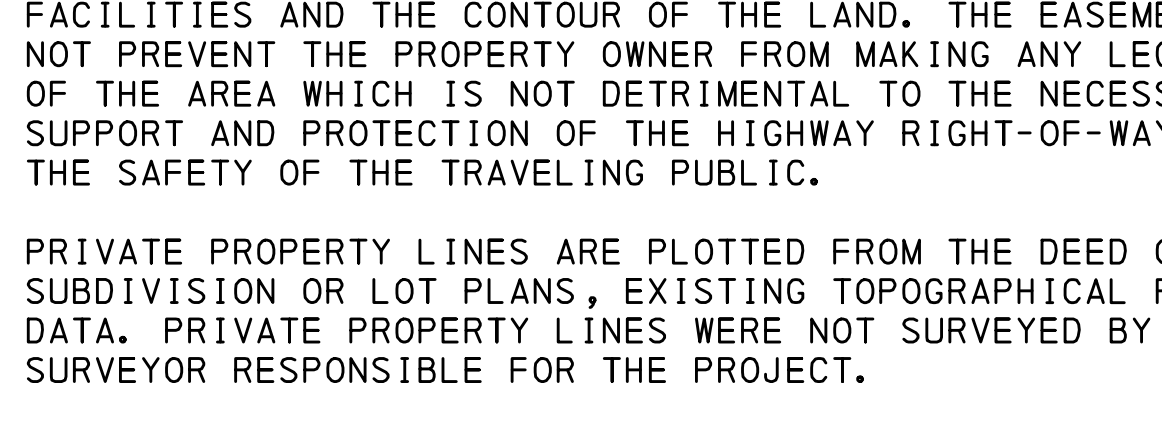 FACILITIES AND THE CONTOUR OF THE LAND. THE
NOT PREVENT THE PROPERTY OWNER FROM MAKING ANY
OF THE AREA WHICH IS NOT DETRIMENTAL TO THE
SUPPORT AND PROTECTION OF THE HIGHWAY RIGHT-OF-WAY
THE SAFETY OF THE TRAVELING PUBLIC.
PRIVATE PROPERTY LINES ARE PLOTTED FROM THE DEED
SUBDIVISION OR LOT PLANS, EXISTING TOPOGRAPHICAL
DATA. PRIVATE PROPERTY LINES WERE NOT SURVEYED BY
SURVEYOR RESPONSIBLE FOR THE PROJECT.